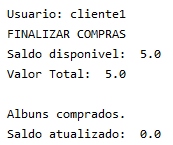 Usuario: cliente1
FINALIZAR COMPRAS
Saldo disponivel:  5.0
Valor Total:  5.0
Albuns comprados.
Saldo atualizado:  0.0